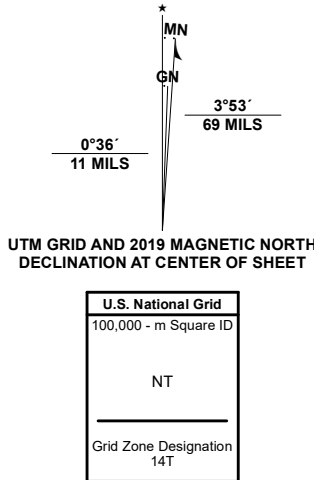 ★
MN
GN
3°53´
69 MILS
0°36´
11 MILS
UTM GRID AND 2019 MAGNETIC NORTH
DECLINATION AT CENTER OF SHEET
U.S. National Grid
100,000 - m Square ID
NT
Grid Zone Designation
14T